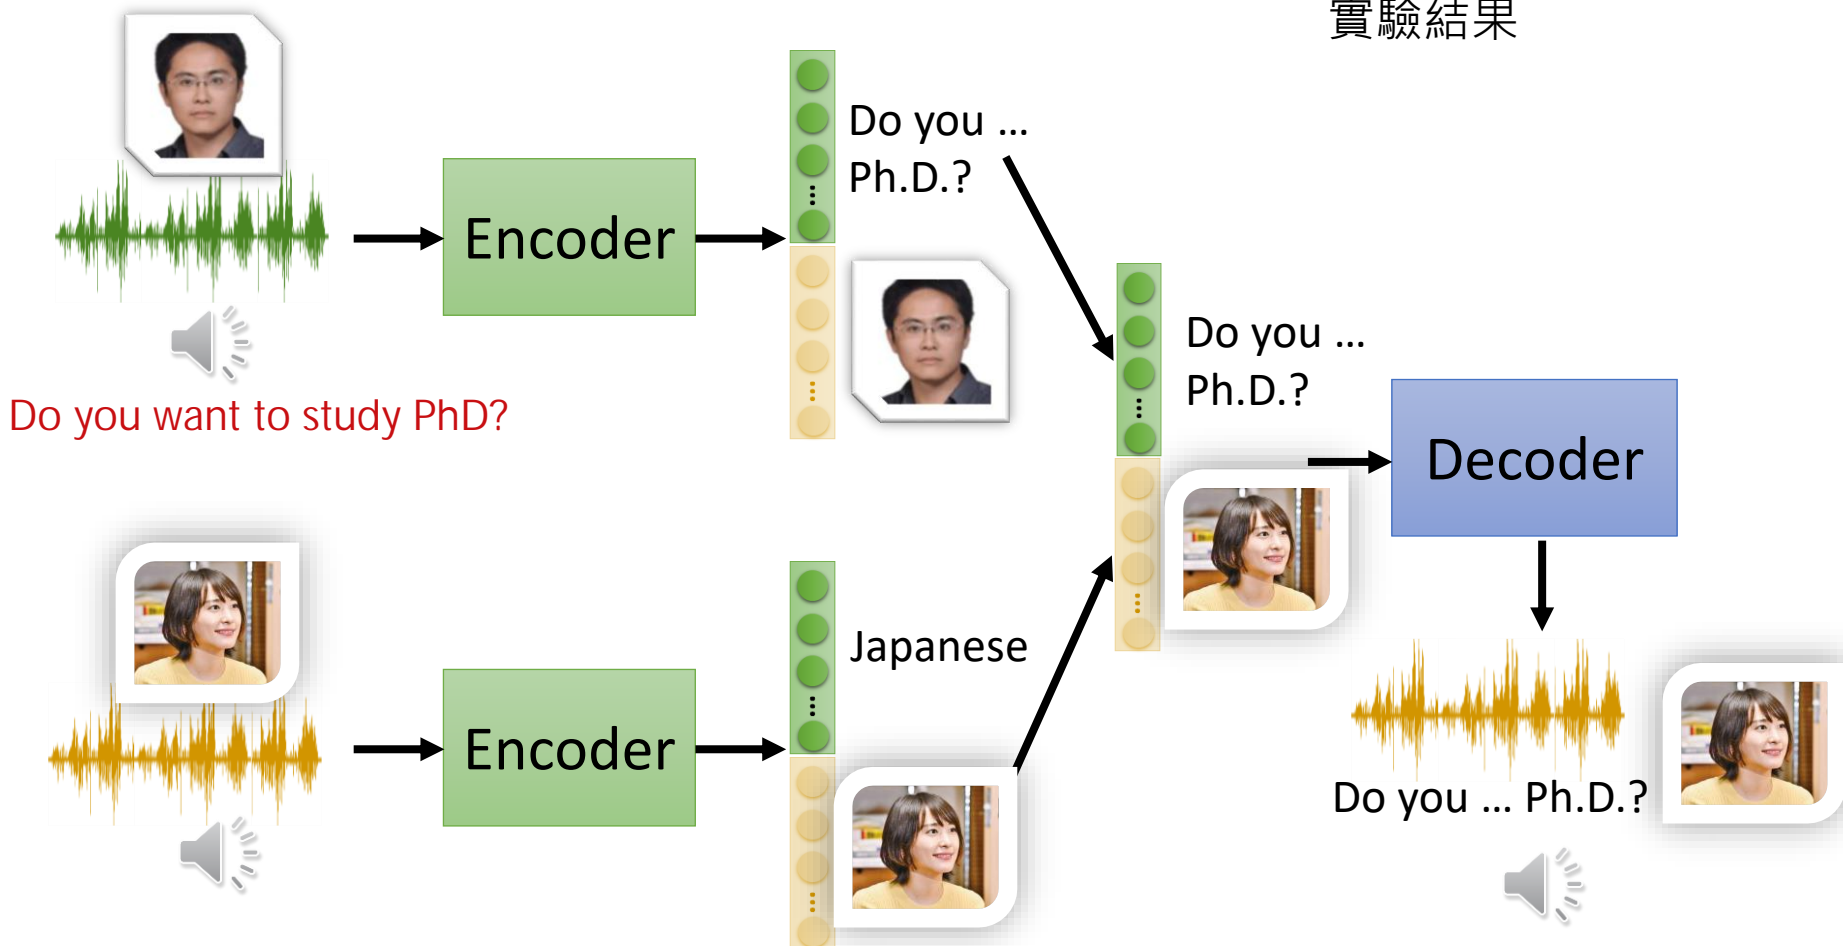 實驗結果
Do you ...
Ph.D.?
Encoder
Do you want to study PhD?
Do you ...
Ph.D.?
Decoder
Japanese
Encoder
Do you ... Ph.D.?